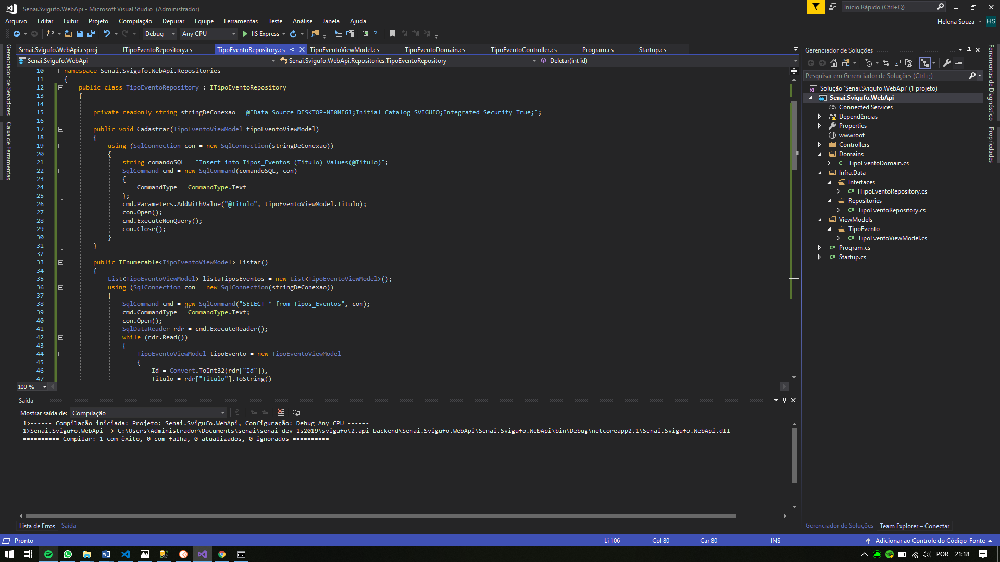 Senai.Svigufo.WebApi - Microsoft Visual Studio  (Administrador)
Início Rápido (Ctrl+Q)
Arquivo Editar Exibir Projeto Compilação Depurar Equipe Ferramentas Teste Análise Janela Ajuda
Helena Souza HS
Debug Any CPU IIS Express
Gerenciador de Servidores
Caixa de Ferramentas
Senai.Svigufo.WebApi.csproj ITipoEventoRepository.cs TipoEventoRepository.cs TipoEventoViewModel.cs TipoEventoDomain.cs TipoEventoController.cs Program.cs Startup.cs
Senai.Svigufo.WebApi Senai.Svigufo.WebApi.Repositories.TipoEventoRepository Deletar(int id)
10 namespace Senai.Svigufo.WebApi.Repositories
11 {
12 public class TipoEventoRepository : ITipoEventoRepository
13 {
14
15 private readonly string stringDeConexao = @"Data Source=DESKTOP-NI0NFG1;Initial Catalog=SVIGUFO;Integrated Security=True;";
16
17 public void Cadastrar(TipoEventoViewModel tipoEventoViewModel)
18 {
19 using (SqlConnection con = new SqlConnection(stringDeConexao))
20 {
21 string comandoSQL = "Insert into Tipos_Eventos (Titulo) Values(@Titulo)";
22 SqlCommand cmd = new SqlCommand(comandoSQL, con)
23 {
24 CommandType = CommandType.Text
25 };
26 cmd.Parameters.AddWithValue("@Titulo", tipoEventoViewModel.Titulo);
27 con.Open();
28 cmd.ExecuteNonQuery();
29 con.Close();
30 }
31 }
32
33 public IEnumerable<TipoEventoViewModel> Listar()
34 {
35 List<TipoEventoViewModel> listaTiposEventos = new List<TipoEventoViewModel>();
36 using (SqlConnection con = new SqlConnection(stringDeConexao))
37 {
38 SqlCommand cmd = new SqlCommand("SELECT * from Tipos_Eventos", con);
39 cmd.CommandType = CommandType.Text;
40 con.Open();
41 SqlDataReader rdr = cmd.ExecuteReader();
42 while (rdr.Read())
43 {
44 TipoEventoViewModel tipoEvento = new TipoEventoViewModel
45 {
46 Id = Convert.ToInt32(rdr["Id"]),
47 Titulo = rdr["Titulo"].ToString()
100 %
Saída
Mostrar saída de: Compilação
1>------ Compilação iniciada: Projeto: Senai.Svigufo.WebApi, Configuração: Debug Any CPU ------
1>Senai.Svigufo.WebApi -> C:\Users\Administrador\Documents\senai\senai-dev-1s2019\svigufo\2.api-backend\Senai.Svigufo.WebApi\Senai.Svigufo.WebApi\bin\Debug\netcoreapp2.1\Senai.Svigufo.WebApi.dll
========== Compilar: 1 com êxito, 0 com falha, 0 atualizados, 0 ignorados ==========
Lista de Erros Saída
Gerenciador de Soluções
Pesquisar em Gerenciador de Soluções (Ctrl+;)
Solução 'Senai.Svigufo.WebApi' (1 projeto)
Senai.Svigufo.WebApi
Connected Services
Dependências
Properties
wwwroot
Controllers
Domains
C# TipoEventoDomain.cs
Infra.Data
Interfaces
C# ITipoEventoRepository.cs
Repositories
C# TipoEventoRepository.cs
ViewModels
TipoEvento
C# TipoEventoViewModel.cs
C# Program.cs
C# Startup.cs
Gerenciador de Soluções Team Explorer – Conectar
Ferramentas de Diagnóstico
Propriedades
Pronto Li 106 Col 80 Car 80 INS Adicionar ao Controle do Código-Fonte
POR 21:18